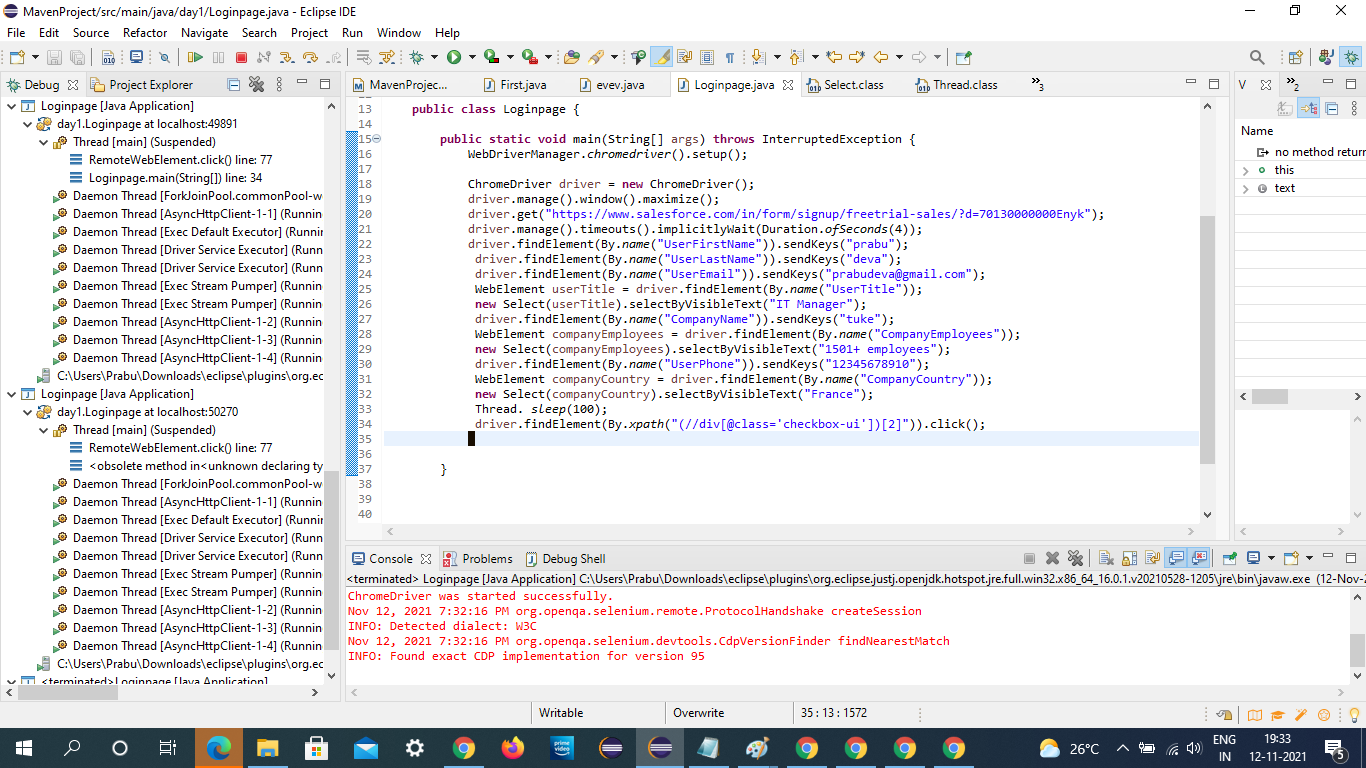 MavenProject/src/main/java/day1/Loginpage.java - Eclipse IDE
File Edit Source Refactor Navigate Search Project Run Window Help
Debug Project Explorer
Loginpage [Java Application]
day1.Loginpage at localhost:49891
Thread [main] (Suspended)
RemoteWebElement.click() line: 77
Loginpage.main(String[]) line: 34
Daemon Thread [ForkJoinPool.commonPool-w
Daemon Thread [AsyncHttpClient-1-1] (Runnin
Daemon Thread [Exec Default Executor] (Runnin
Daemon Thread [Driver Service Executor] (Runni
Daemon Thread [Driver Service Executor] (Runni
Daemon Thread [Exec Stream Pumper] (Running
Daemon Thread [Exec Stream Pumper] (Running
Daemon Thread [AsyncHttpClient-1-2] (Runnin
Daemon Thread [AsyncHttpClient-1-3] (Runnin
Daemon Thread [AsyncHttpClient-1-4] (Runnin
C:\Users\Prabu\Downloads\eclipse\plugins\org.ec
Loginpage [Java Application]
day1.Loginpage at localhost:50270
Thread [main] (Suspended)
RemoteWebElement.click() line: 77
<obsolete method in<unknown declaring ty
Daemon Thread [ForkJoinPool.commonPool-w
Daemon Thread [AsyncHttpClient-1-1] (Runnin
Daemon Thread [Exec Default Executor] (Runnin
Daemon Thread [Driver Service Executor] (Runni
Daemon Thread [Driver Service Executor] (Runni
Daemon Thread [Exec Stream Pumper] (Running
Daemon Thread [Exec Stream Pumper] (Running
Daemon Thread [AsyncHttpClient-1-2] (Runnin
Daemon Thread [AsyncHttpClient-1-3] (Runnin
Daemon Thread [AsyncHttpClient-1-4] (Runnin
C:\Users\Prabu\Downloads\eclipse\plugins\org.ec
<terminated>Loginpage [Java Application]
MavenProjec... First.java evev.java Loginpage.java Select.class Thread.class 3
13 public class Loginpage {
14
15 public static void main(String[] args) throws InterruptedException {
16 WebDriverManager.chromedriver().setup();
17
18 ChromeDriver driver = new ChromeDriver();
19 driver.manage().window().maximize();
20 driver.get("https://www.salesforce.com/in/form/signup/freetrial-sales/?d=70130000000Enyk");
21 driver.manage().timeouts().implicitlyWait(Duration.ofSeconds(4));
22 driver.findElement(By.name("UserFirstName")).sendKeys("prabu");
23 driver.findElement(By.name("UserLastName")).sendKeys("deva");
24 driver.findElement(By.name("UserEmail")).sendKeys("prabudeva@gmail.com");
25 WebElement userTitle = driver.findElement(By.name("UserTitle"));
26 new Select(userTitle).selectByVisibleText("IT Manager");
27 driver.findElement(By.name("CompanyName")).sendKeys("tuke");
28 WebElement companyEmployees = driver.findElement(By.name("CompanyEmployees"));
29 new Select(companyEmployees).selectByVisibleText("1501+ employees");
30 driver.findElement(By.name("UserPhone")).sendKeys("12345678910");
31 WebElement companyCountry = driver.findElement(By.name("CompanyCountry"));
32 new Select(companyCountry).selectByVisibleText("France");
33 Thread. sleep(100);
34 driver.findElement(By.xpath("(//div[@class='checkbox-ui'])[2]")).click();
35
36
37 }
38
39
40
V 2
Name
no method return
this
text
Console Problems Debug Shell
<terminated> Loginpage [Java Application] C:\Users\Prabu\Downloads\eclipse\plugins\org.eclipse.justj.openjdk.hotspot.jre.full.win32.x86_64_16.0.1.v20210528-1205\jre\bin\javaw.exe (12-Nov-2
ChromeDriver was started successfully.
Nov 12, 2021 7:32:16 PM org.openqa.selenium.remote.ProtocolHandshake createSession
INFO: Detected dialect: W3C
Nov 12, 2021 7:32:16 PM org.openqa.selenium.devtools.CdpVersionFinder findNearestMatch
INFO: Found exact CDP implementation for version 95
Writable Overwrite 35 : 13 : 1572
prime video
26°C
ENG
IN
19:33
12-11-2021
5